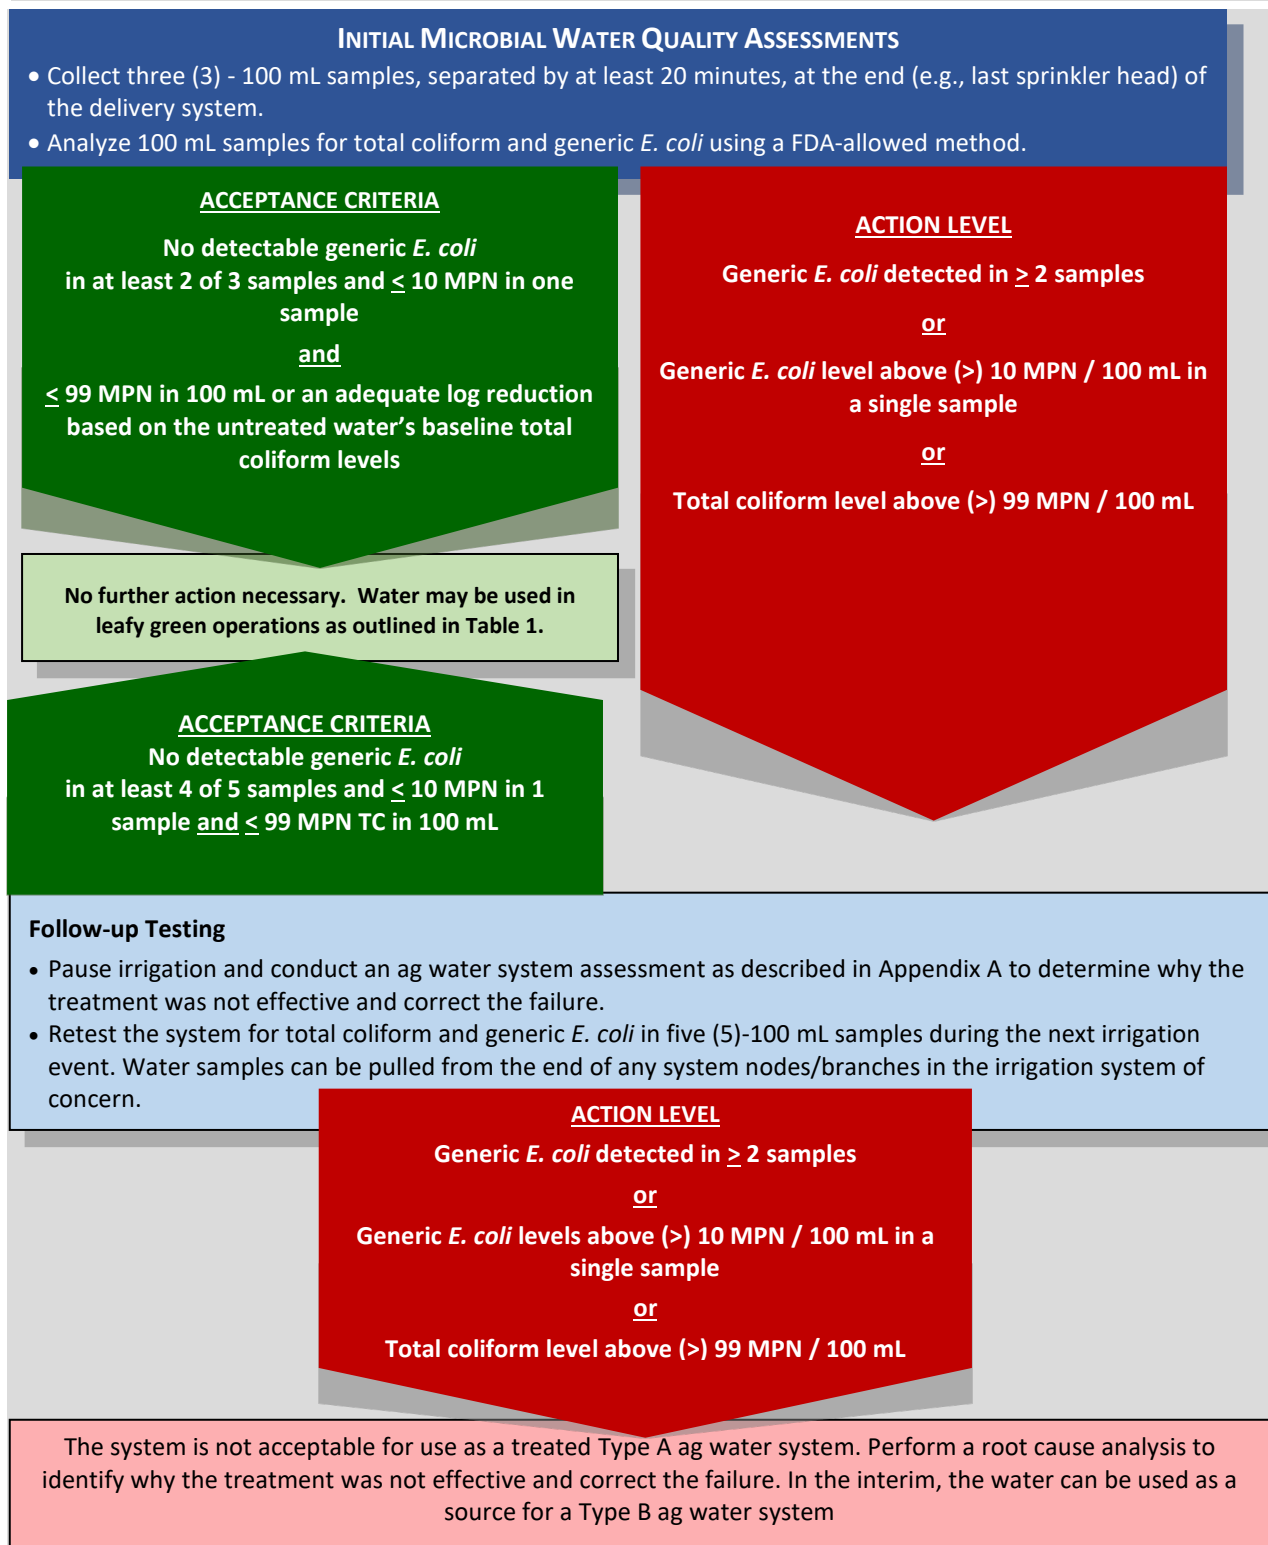 INITIAL MICROBIAL WATER QUALITY ASSESSMENTS
• Collect three (3) - 100 mL samples, separated by at least 20 minutes, at the end (e.g., last sprinkler head) of
the delivery system.
• Analyze 100 mL samples for total coliform and generic E. coli using a FDA-allowed method.
ACCEPTANCE CRITERIA
No detectable generic E. coli
in at least 2 of 3 samples and ≤ 10 MPN in one
sample
and
≤ 99 MPN in 100 mL or an adequate log reduction
based on the untreated water’s baseline total
coliform levels
ACTION LEVEL
Generic E. coli detected in ≥ 2 samples
or
Generic E. coli level above (>) 10 MPN / 100 mL in
a single sample
or
Total coliform level above (>) 99 MPN / 100 mL
No further action necessary.  Water may be used in
leafy green operations as outlined in Table 1.
ACCEPTANCE CRITERIA
No detectable generic E. coli
in at least 4 of 5 samples and ≤ 10 MPN in 1
sample and ≤ 99 MPN TC in 100 mL
Follow-up Testing
• Pause irrigation and conduct an ag water system assessment as described in Appendix A to determine why the
treatment was not effective and correct the failure.
• Retest the system for total coliform and generic E. coli in five (5)-100 mL samples during the next irrigation
event. Water samples can be pulled from the end of any system nodes/branches in the irrigation system of
concern.
ACTION LEVEL
Generic E. coli detected in ≥ 2 samples
or
Generic E. coli levels above (>) 10 MPN / 100 mL in a
single sample
or
Total coliform level above (>) 99 MPN / 100 mL
The system is not acceptable for use as a treated Type A ag water system. Perform a root cause analysis to
identify why the treatment was not effective and correct the failure. In the interim, the water can be used as a
source for a Type B ag water system